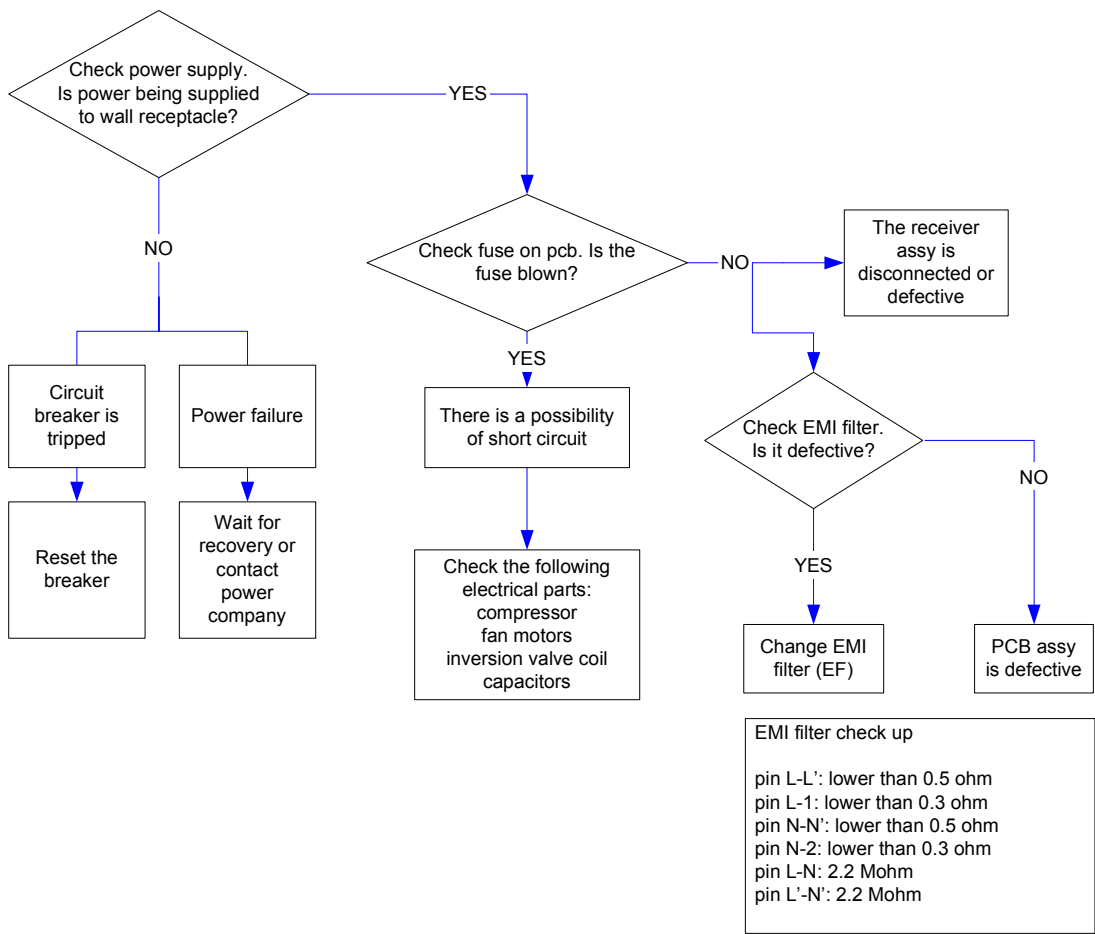 Check power supply.
Is power being supplied
to wall receptacle?
YES
NO
Check fuse on pcb. Is the
fuse blown?
NO
The receiver
assy is
disconnected or
defective
YES
Circuit
breaker is
tripped
Power failure
There is a possibility
of short circuit
Check EMI filter.
Is it defective?
NO
Reset the
breaker
Wait for
recovery or
contact
power
company
Check the following
electrical parts:
compressor
fan motors
inversion valve coil
capacitors
YES
Change EMI
filter (EF)
PCB assy
is defective
EMI filter check up
pin L-L’: lower than 0.5 ohm
pin L-1: lower than 0.3 ohm
pin N-N’: lower than 0.5 ohm
pin N-2: lower than 0.3 ohm
pin L-N: 2.2 Mohm
pin L’-N’: 2.2 Mohm